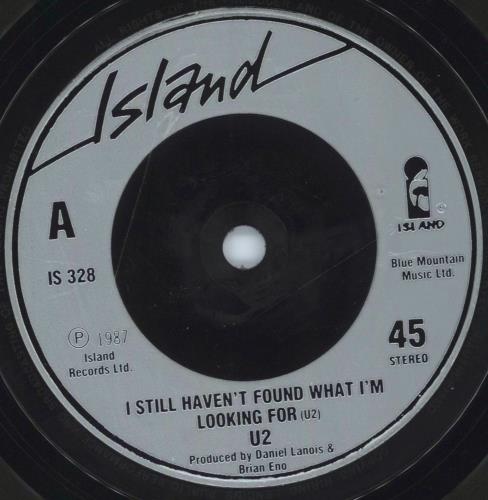 Island
A
IS 328
ISLAND
Blue Mountain
Music Ltd.
℗ 1987
Island
Records Ltd.
45
STEREO
I STILL HAVEN'T FOUND WHAT I'M
LOOKING FOR (U2)
U2
Produced by Daniel Lanois &
Brian Eno